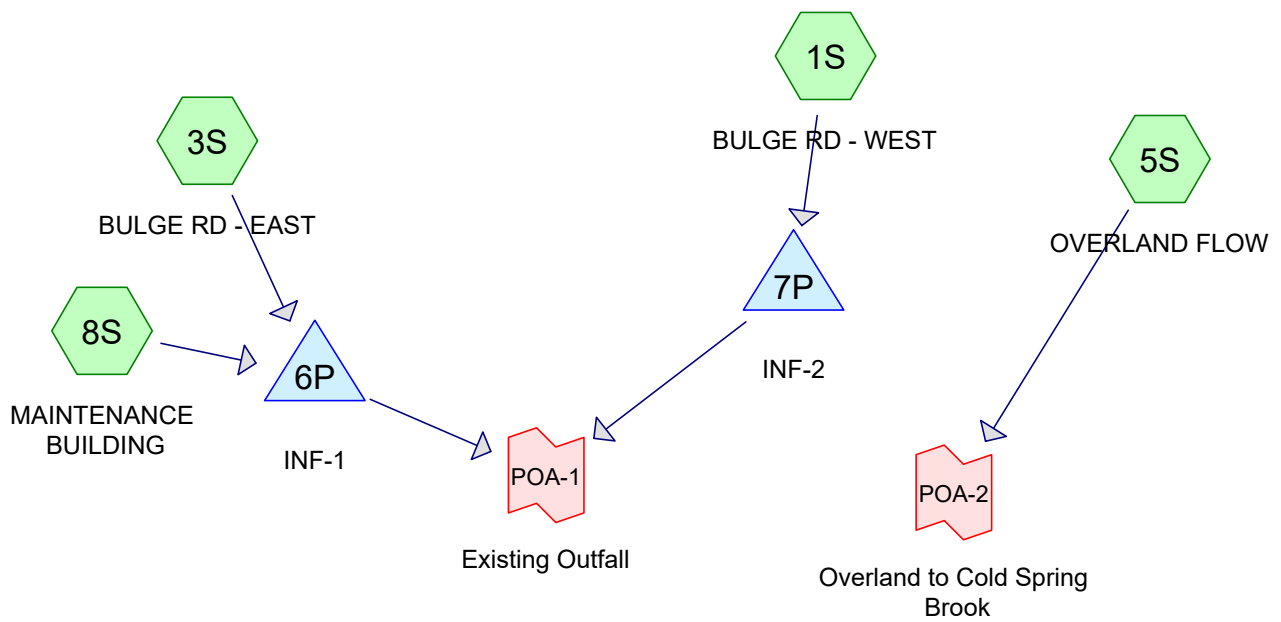 1S
BULGE RD - WEST
3S
BULGE RD - EAST
5S
OVERLAND FLOW
8S
MAINTENANCE
BUILDING
7P
INF-2
6P
INF-1
POA-1
Existing Outfall
POA-2
Overland to Cold Spring
Brook